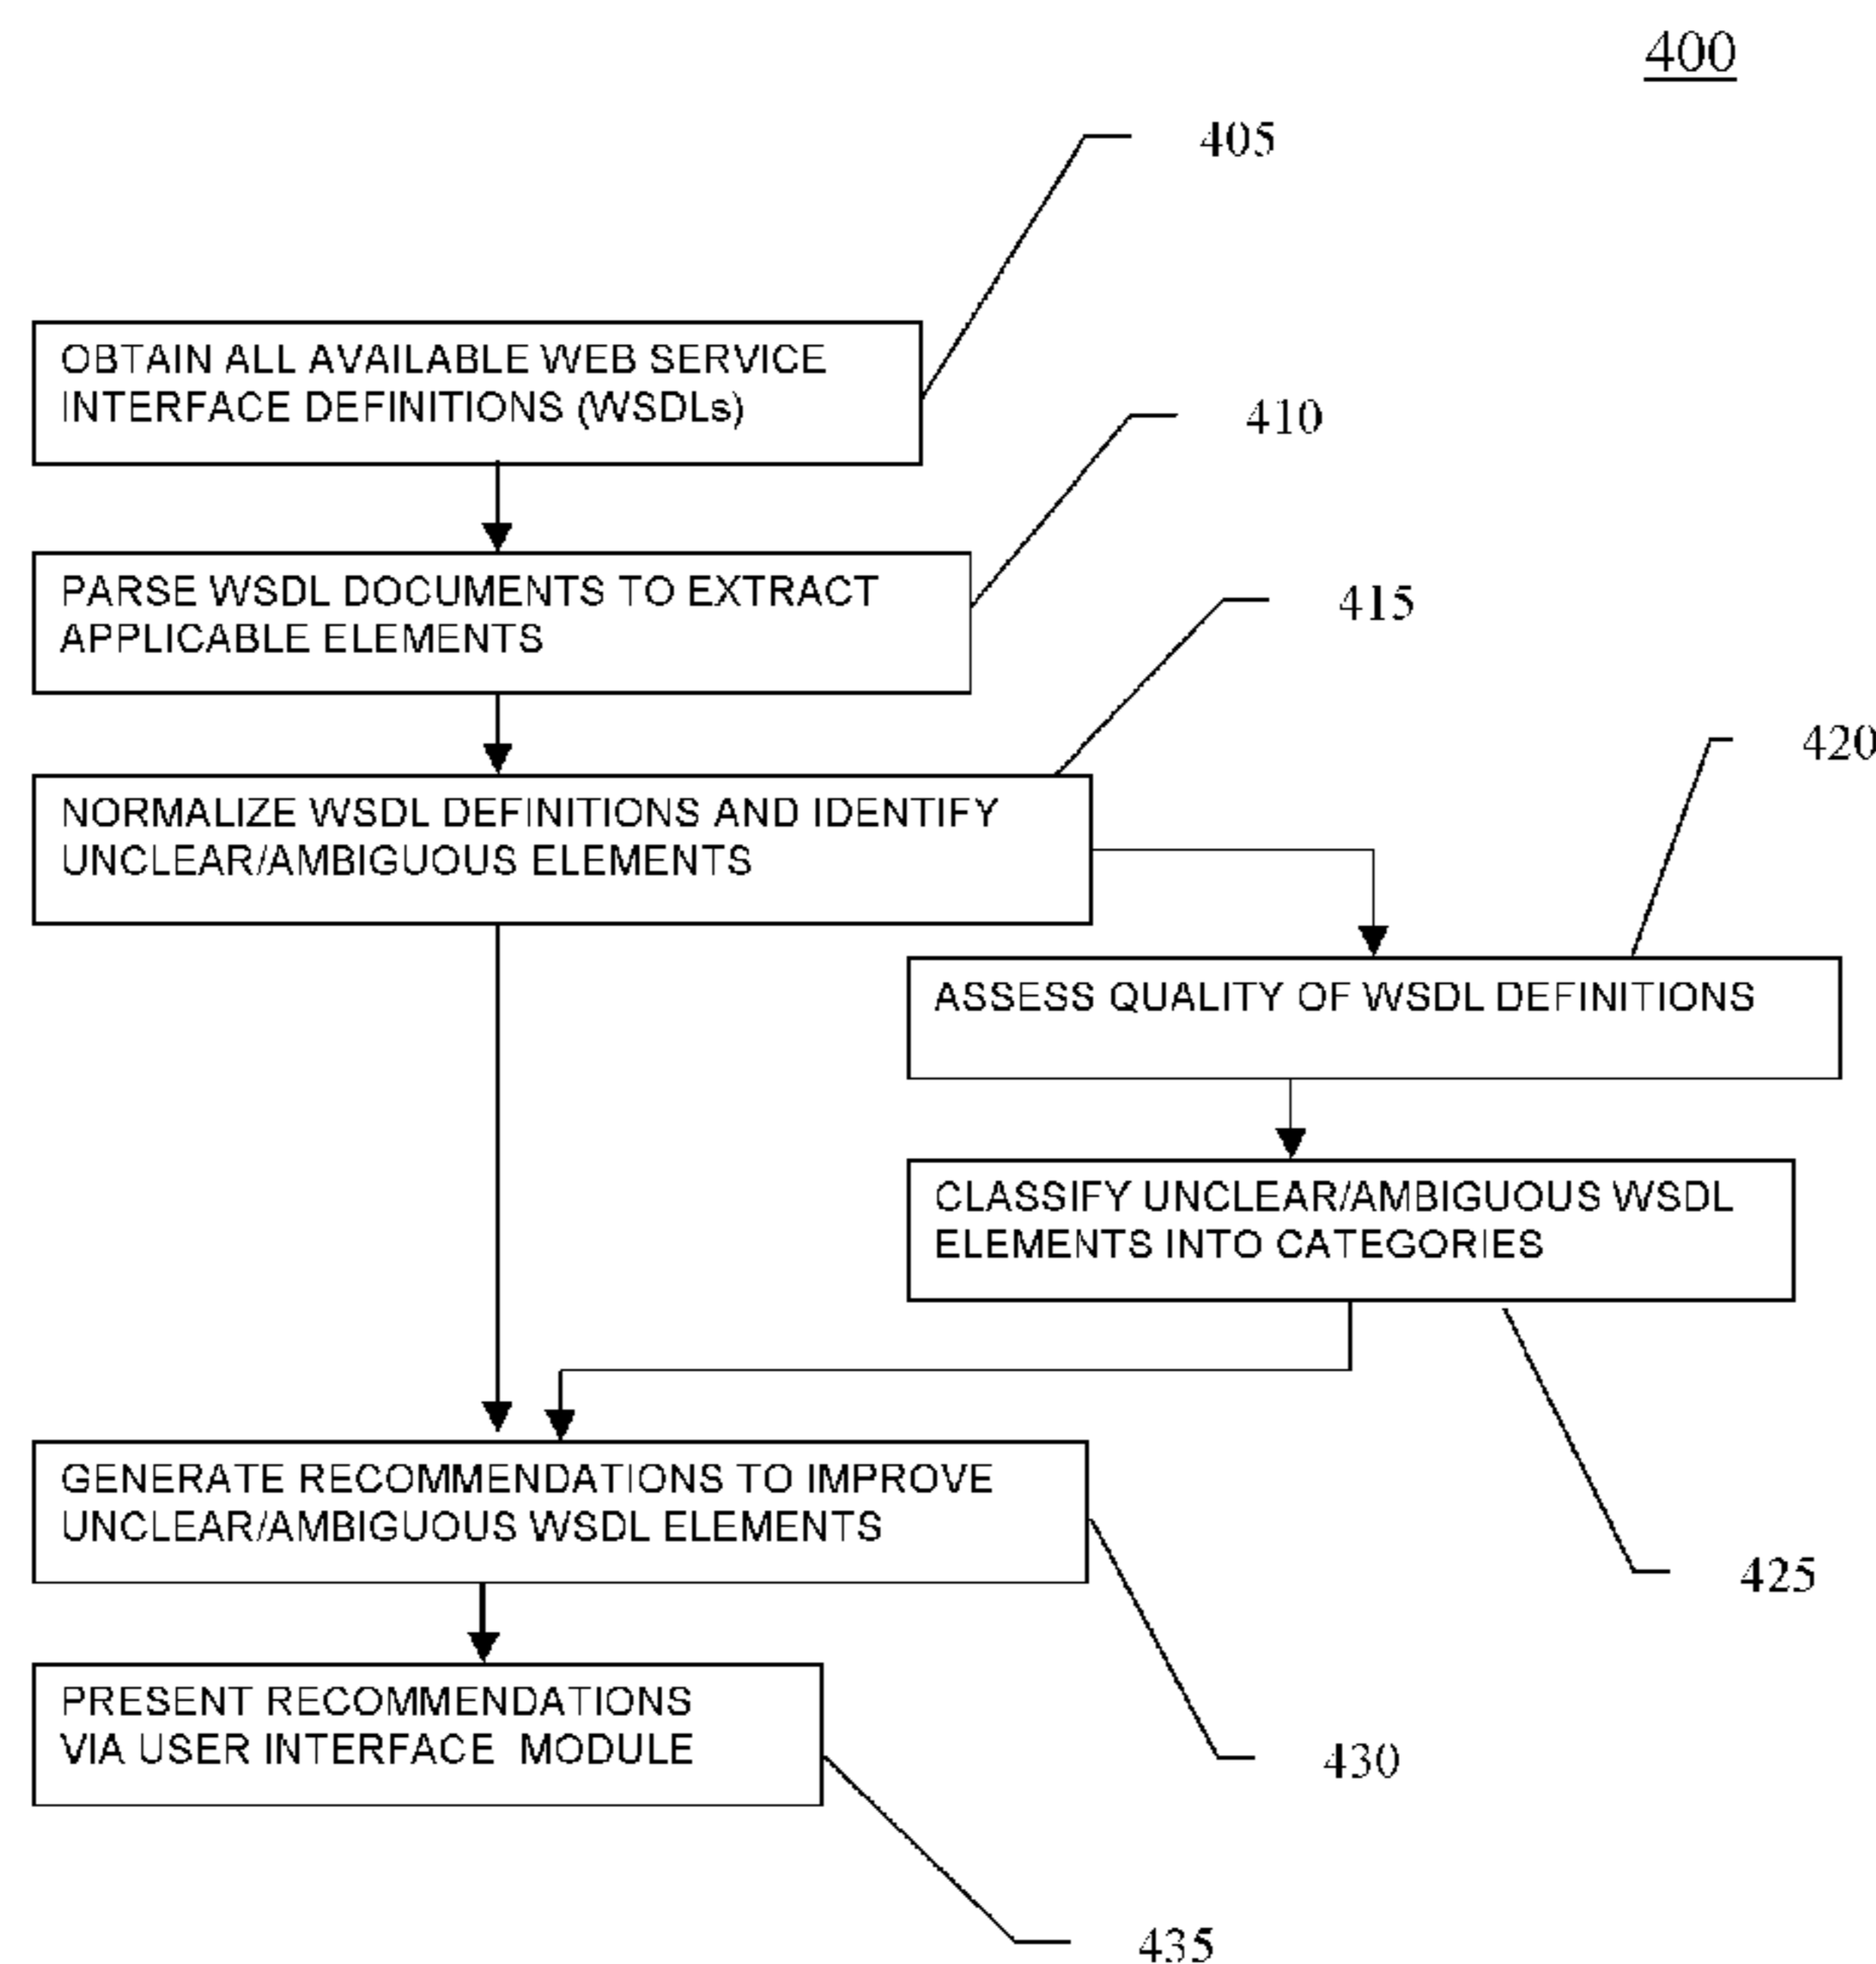 400
405
OBTAIN ALL AVAILABLE WEB SERVICE
INTERFACE DEFINITIONS (WSDLs)
410
PARSE WSDL DOCUMENTS TO EXTRACT
APPLICABLE ELEMENTS
415
NORMALIZE WSDL DEFINITIONS AND IDENTIFY
UNCLEAR/AMBIGUOUS ELEMENTS
420
ASSESS QUALITY OF WSDL DEFINITIONS
CLASSIFY UNCLEAR/AMBIGUOUS WSDL
ELEMENTS INTO CATEGORIES
425
GENERATE RECOMMENDATIONS TO IMPROVE
UNCLEAR/AMBIGUOUS WSDL ELEMENTS
430
PRESENT RECOMMENDATIONS
VIA USER INTERFACE MODULE
435